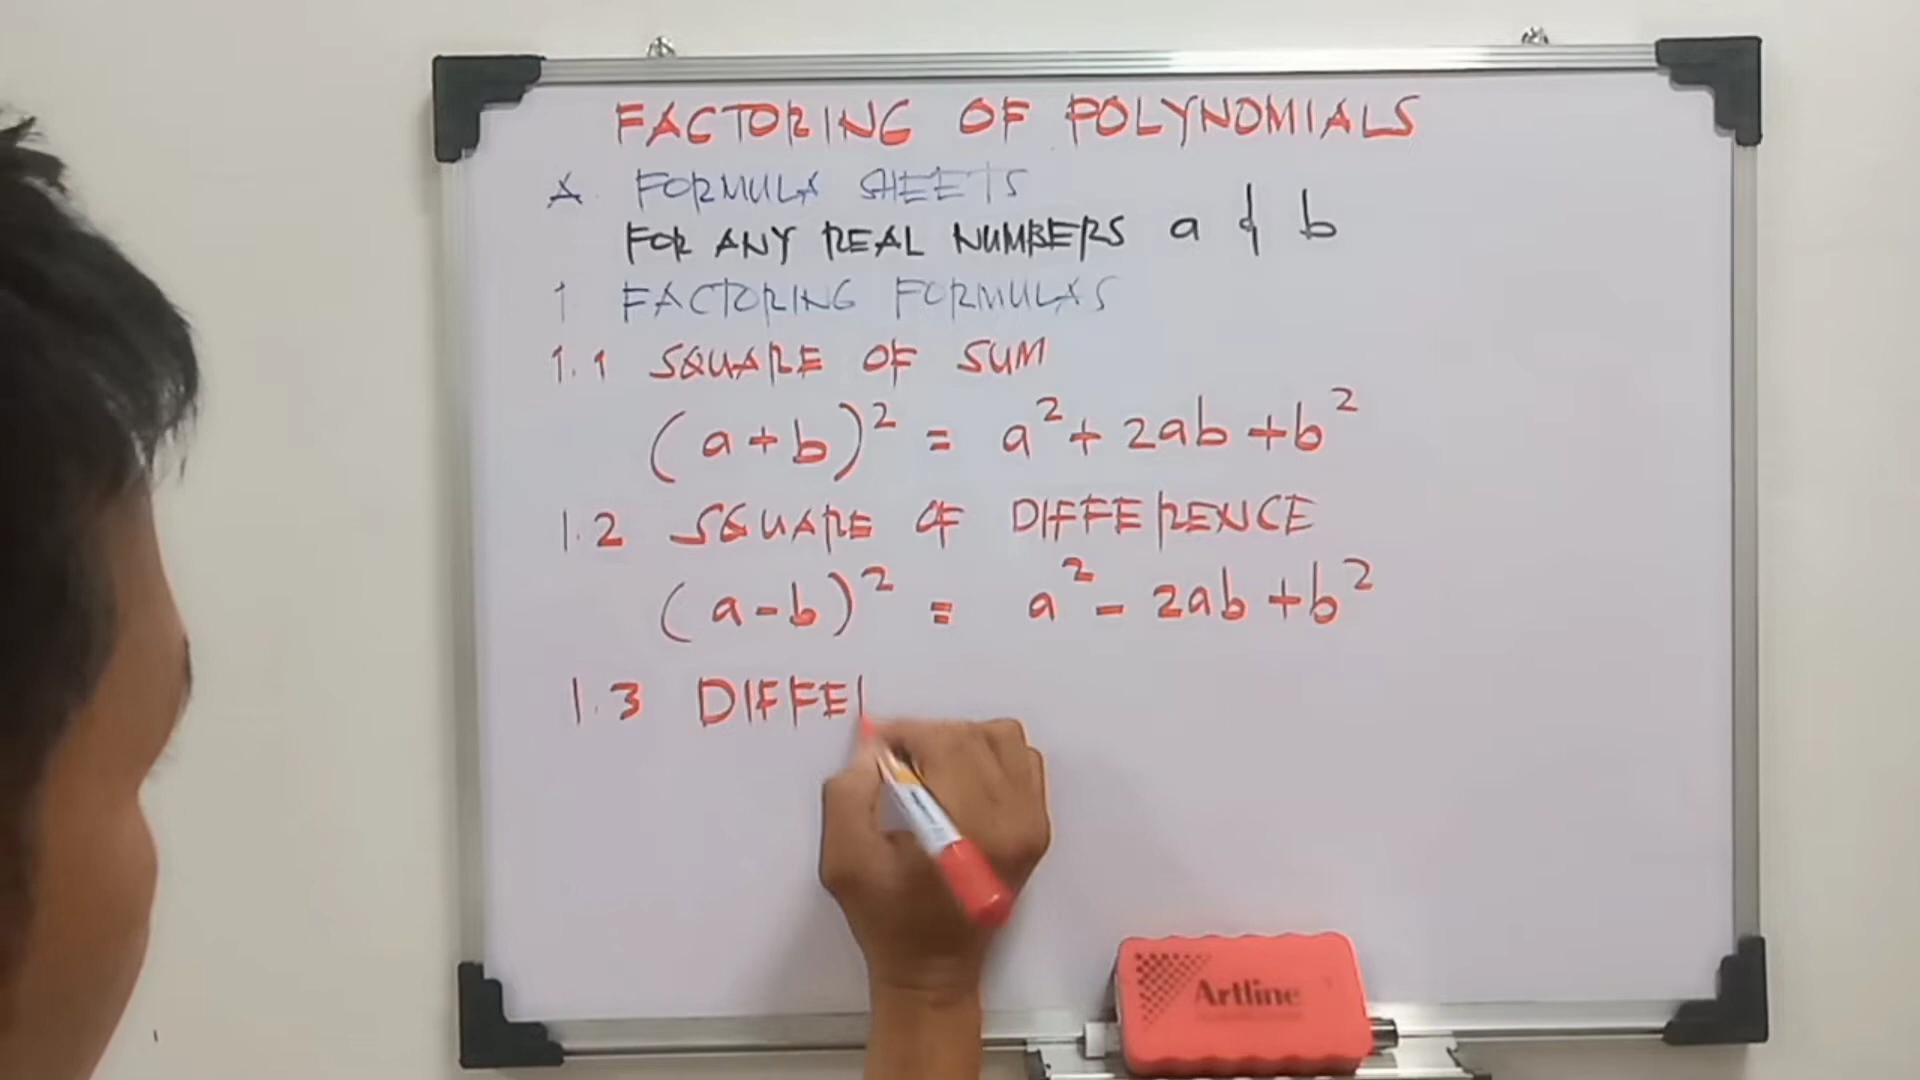 FACTORING OF POLYNOMIALS
A. FORMULA SHEETS
FOR ANY REAL NUMBERS a & b
1 FACTORING FORMULAS
1.1 SQUARE OF SUM
(a+b)² = a² + 2ab + b²
1.2 SQUARE OF DIFFERENCE
(a-b)² = a² - 2ab + b²
1.3 DIFFE
Artline